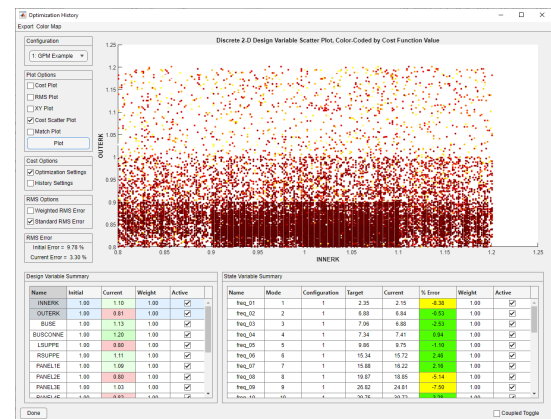 Optimization History
Export Color Map
Configuration
1: GPM Example
Plot Options
Cost Plot
RMS Plot
XY Plot
Cost Scatter Plot
Match Plot
Plot
Cost Options
Optimization Settings
History Settings
RMS Options
Weighted RMS Error
Standard RMS Error
RMS Error
Initial Error = 9.78 %
Current Error = 3.30 %
Discrete 2-D Design Variable Scatter Plot, Color-Coded by Cost Function Value
1.25
1.2
1.15
1.1
1.05
1
0.95
0.9
0.85
0.8
OUTERK
0.8 0.85 0.9 0.95 1 1.05 1.1 1.15 1.2 1.25
INNERK
Design Variable Summary
Name Initial Current Weight Active
INNERK 1.00 1.10 1.00
OUTERK 1.00 0.81 1.00
BUSE 1.00 1.13 1.00
BUSCONNE 1.00 1.20 1.00
LSUPPE 1.00 0.80 1.00
RSUPPE 1.00 1.11 1.00
PANEL1E 1.00 1.09 1.00
PANEL2E 1.00 0.80 1.00
PANEL3E 1.00 1.03 1.00
State Variable Summary
Name Mode Configuration Target Current % Error Weight Active
freq_01 1 1 2.35 2.15 -8.38 1.00
freq_02 2 1 6.88 6.84 -0.53 1.00
freq_03 3 1 7.06 6.88 -2.53 1.00
freq_04 4 1 7.34 7.41 0.94 1.00
freq_05 5 1 9.86 9.75 -1.10 1.00
freq_06 6 1 15.34 15.72 2.46 1.00
freq_07 7 1 15.88 16.22 2.16 1.00
freq_08 8 1 19.87 18.85 -5.14 1.00
freq_09 9 1 26.82 24.81 -7.50 1.00
Done
Coupled Toggle